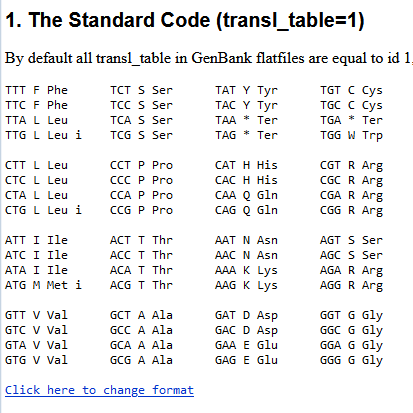 1. The Standard Code (transl_table=1)
By default all transl_table in GenBank flatfiles are equal to id 1,
TTT F Phe TCT S Ser TAT Y Tyr TGT C Cys
TTC F Phe TCC S Ser TAC Y Tyr TGC C Cys
TTA L Leu TCA S Ser TAA * Ter TGA * Ter
TTG L Leu i TCG S Ser TAG * Ter TGG W Trp
CTT L Leu CCT P Pro CAT H His CGT R Arg
CTC L Leu CCC P Pro CAC H His CGC R Arg
CTA L Leu CCA P Pro CAA Q Gln CGA R Arg
CTG L Leu i CCG P Pro CAG Q Gln CGG R Arg
ATT I Ile ACT T Thr AAT N Asn AGT S Ser
ATC I Ile ACC T Thr AAC N Asn AGC S Ser
ATA I Ile ACA T Thr AAA K Lys AGA R Arg
ATG M Met i ACG T Thr AAG K Lys AGG R Arg
GTT V Val GCT A Ala GAT D Asp GGT G Gly
GTC V Val GCC A Ala GAC D Asp GGC G Gly
GTA V Val GCA A Ala GAA E Glu GGA G Gly
GTG V Val GCG A Ala GAG E Glu GGG G Gly
Click here to change format